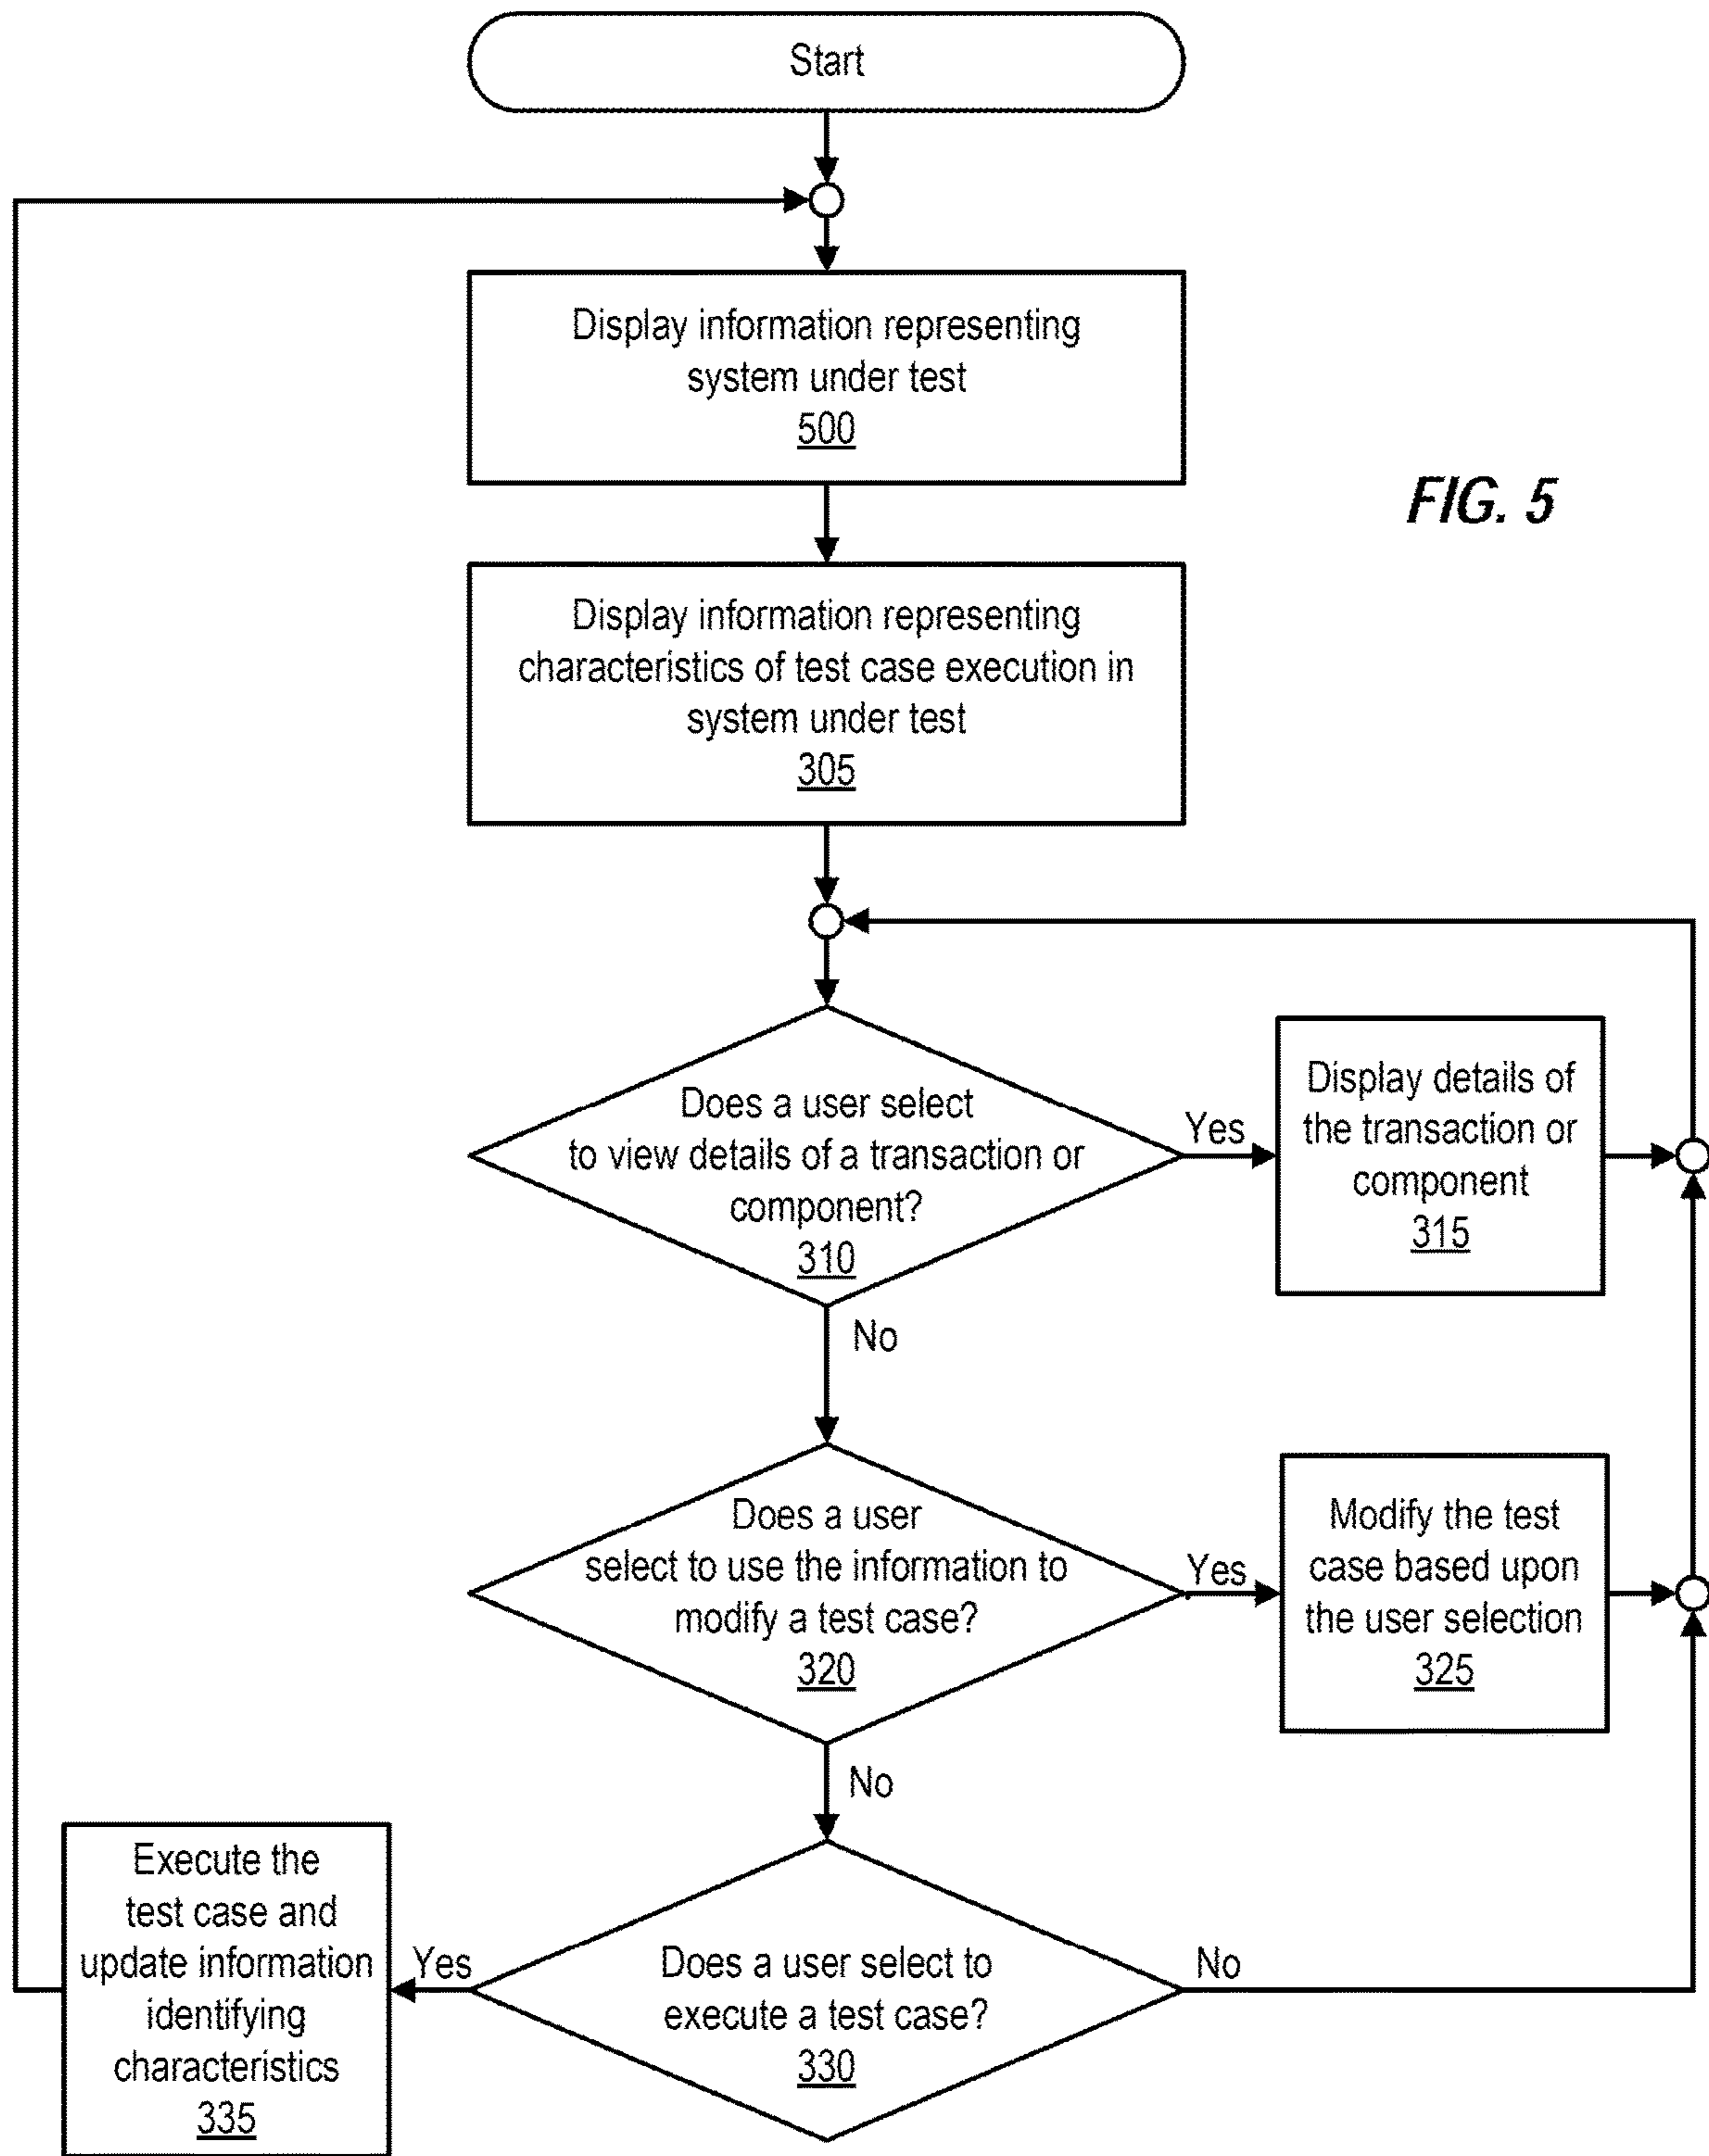 Start
Display information representing
system under test
500
FIG. 5
Display information representing
characteristics of test case execution in
system under test
305
Does a user select
to view details of a transaction or
component?
310
Yes
Display details of
the transaction or
component
315
No
Does a user
select to use the information to
modify a test case?
320
Yes
Modify the test
case based upon
the user selection
325
No
Execute the
test case and
update information
identifying
characteristics
335
Yes
Does a user select to
execute a test case?
330
No